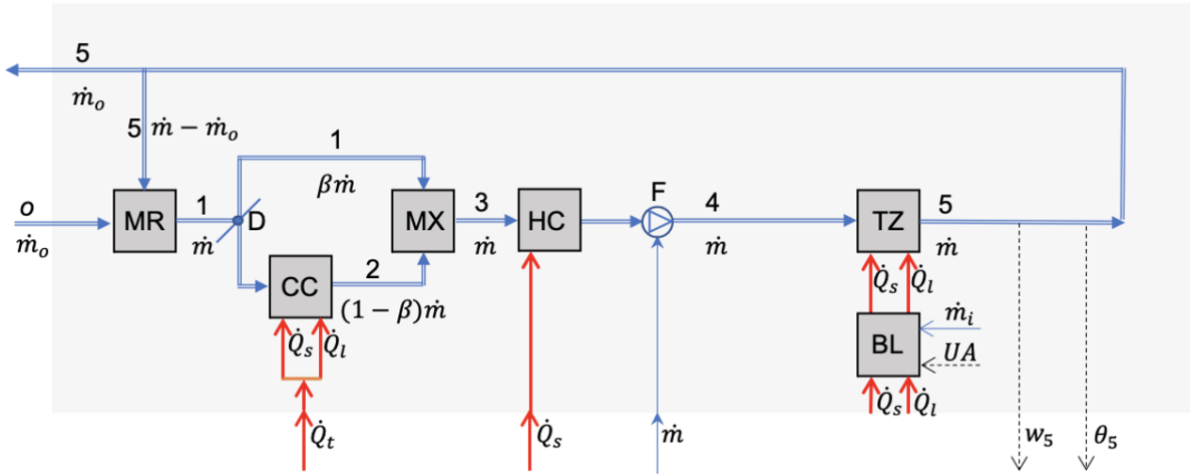 5
ṁₒ
5 ṁ − ṁₒ
1
βṁ
o
ṁₒ
MR
1
ṁ
D
MX
3
ṁ
HC
F
4
ṁ
TZ
5
ṁ
CC
2
(1 − β)ṁ
Q̇ₛ Q̇ₗ
Q̇ₛ Q̇ₗ
BL
ṁᵢ
UA
Q̇ₛ Q̇ₗ
Q̇ₜ
Q̇ₛ
ṁ
w₅
θ₅